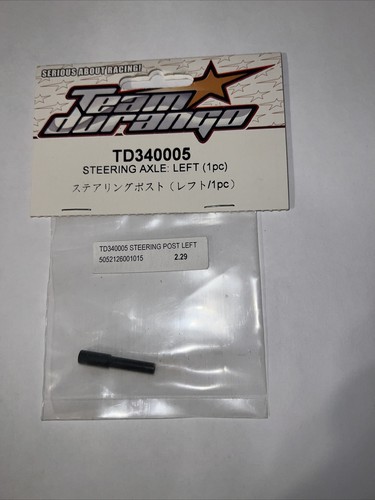 SERIOUS ABOUT RACING!
Team
Durango
TD340005
STEERING AXLE: LEFT (1pc)
ステアリングポスト（レフト/1pc）
TD340005 STEERING POST LEFT
5052126001015 2.29